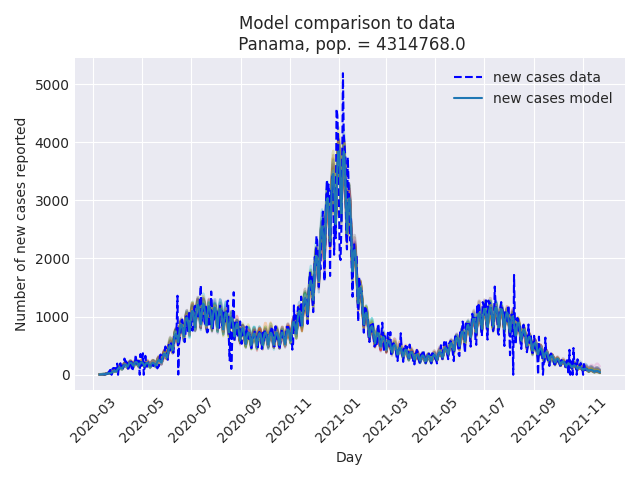 Model comparison to data
Panama, pop. = 4314768.0
new cases data
new cases model
Number of new cases reported
5000
4000
3000
2000
1000
0
2020-03
2020-05
2020-07
2020-09
2020-11
2021-01
2021-03
2021-05
2021-07
2021-09
2021-11
Day